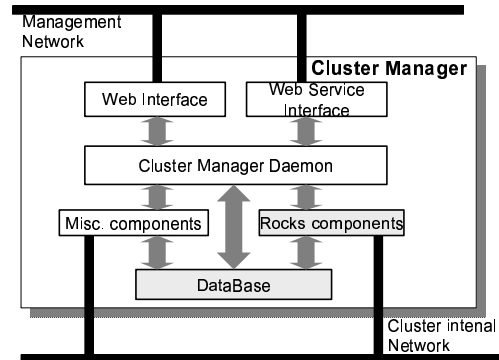 Management
Network
Cluster Manager
Web Interface
Web Service
Interface
Cluster Manager Daemon
Misc. components
Rocks components
DataBase
Cluster intenal
Network